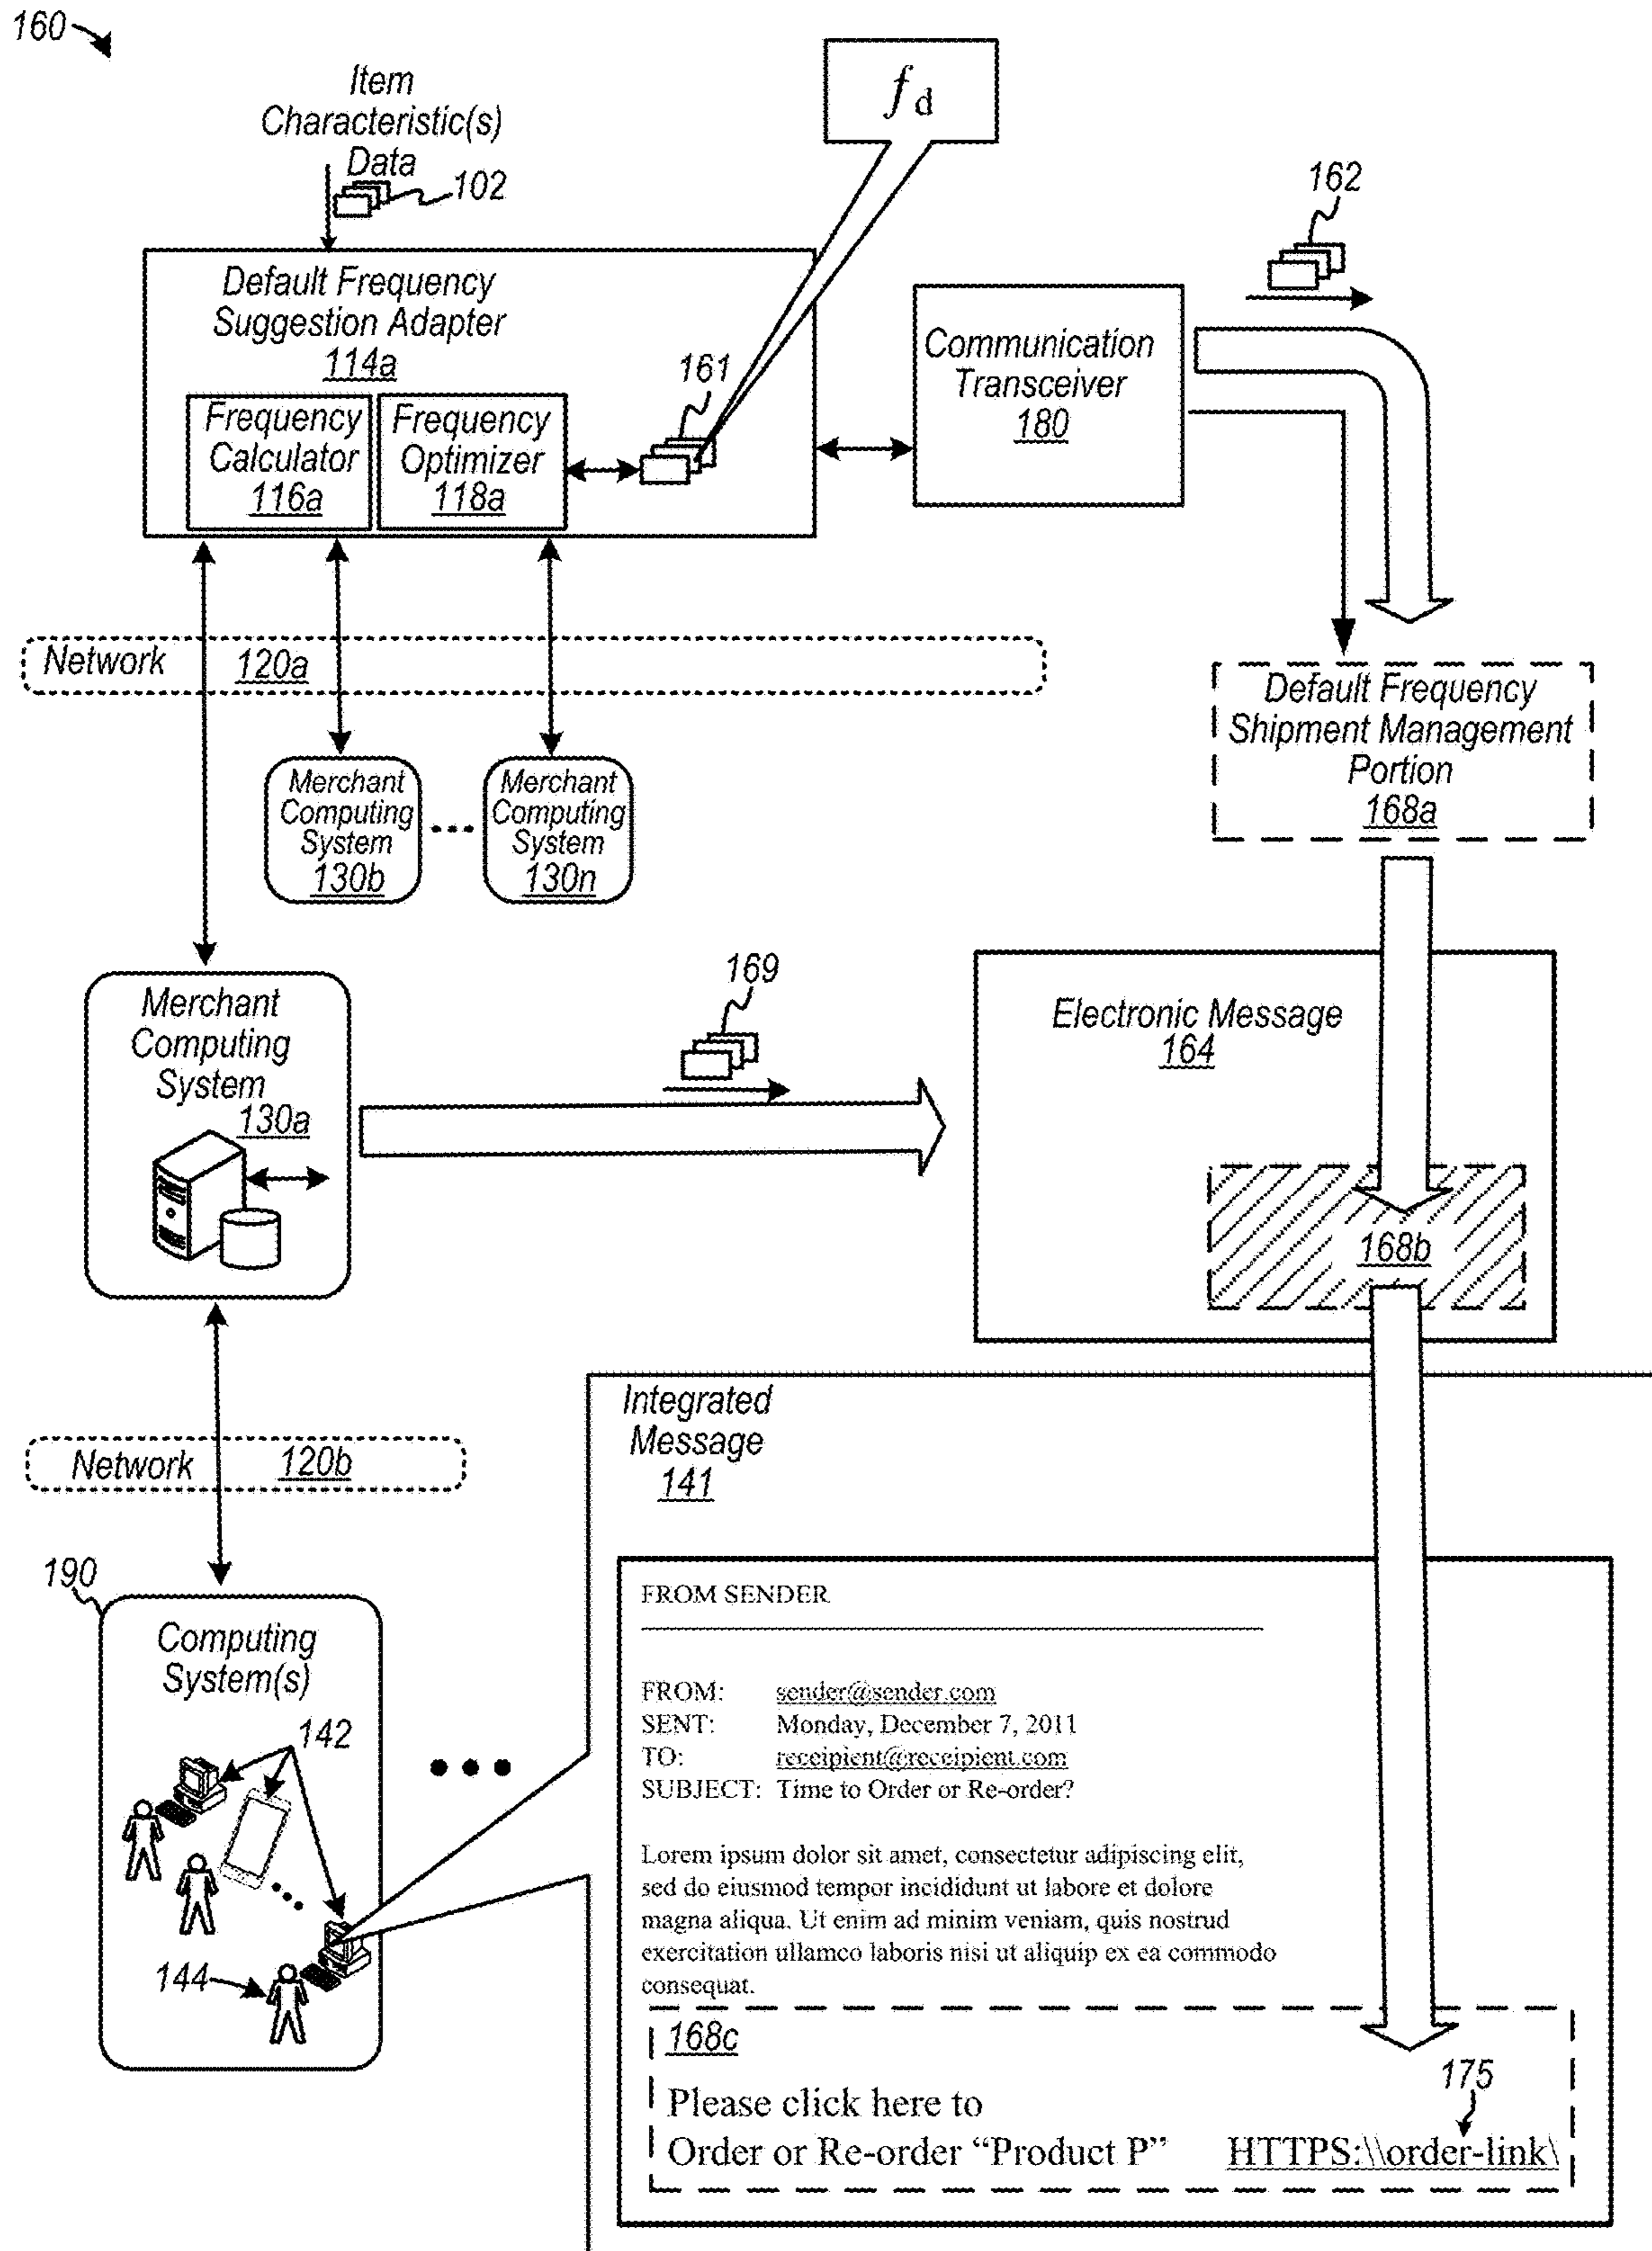 160
Item
Characteristic(s)
Data
102
f d
162
Default Frequency
Suggestion Adapter
114a
161
Frequency
Calculator
116a
Frequency
Optimizer
118a
Communication
Transceiver
180
Network 120a
Default Frequency
Shipment Management
Portion
168a
Merchant
Computing
System
130b
Merchant
Computing
System
130n
169
Merchant
Computing
System
130a
Electronic Message
164
168b
Network 120b
Integrated
Message
141
190
Computing
System(s)
142
144
FROM SENDER
FROM: sender@sender.com
SENT: Monday, December 7, 2011
TO: receipient@receipient.com
SUBJECT: Time to Order or Re-order?
Lorem ipsum dolor sit amet, consectetur adipiscing elit,
sed do eiusmod tempor incididunt ut labore et dolore
magna aliqua. Ut enim ad minim veniam, quis nostrud
exercitation ullamco laboris nisi ut aliquip ex ea commodo
consequat.
168c
175
Please click here to
Order or Re-order “Product P” HTTPS:\\order-link\